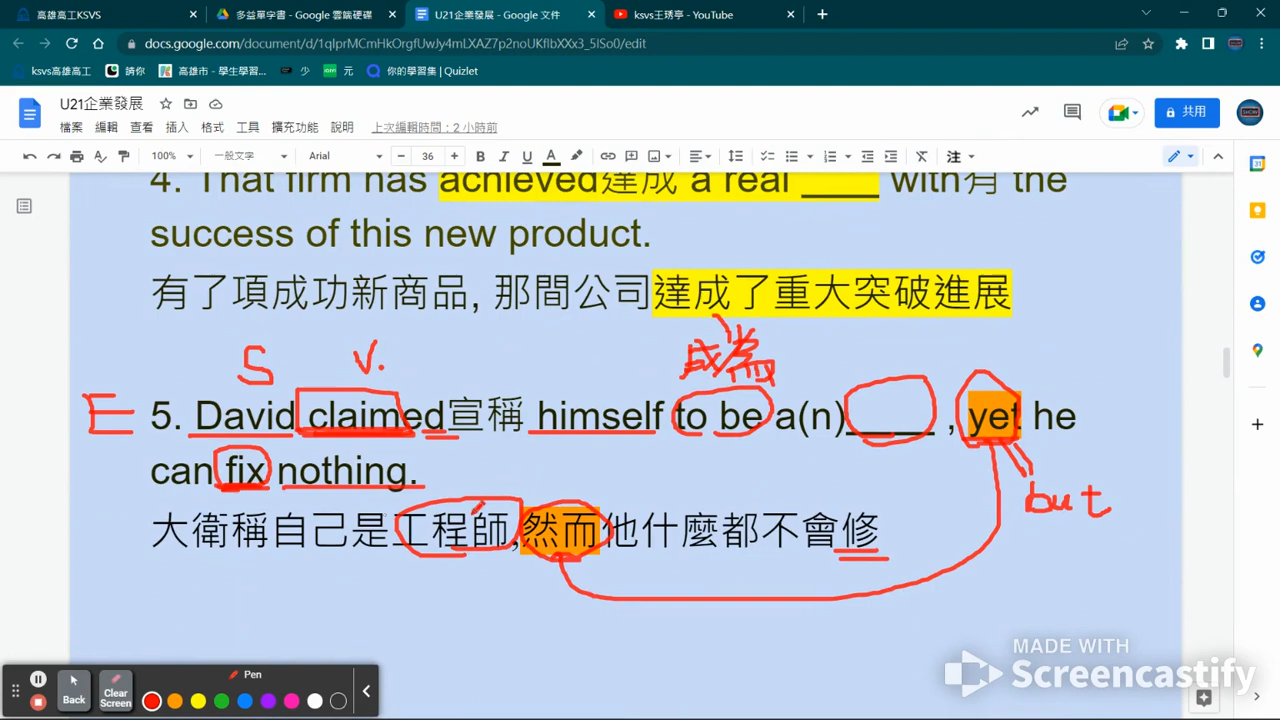 ksvs高雄高工KSVS
多益單字書 - Google 雲端硬碟
U21企業發展 - Google 文件
ksvs王琇亭 - YouTube
docs.google.com/document/d/1qIprMCmHkOrgfUwJy4mLXAZ7p2noUKflbXXx3_5lSo0/edit
ksvs高雄高工
請你
高雄市 - 學生學習...
少
元
你的學習集 | Quizlet
U21企業發展
檔案 編輯 查看 插入 格式 工具 擴充功能 說明 上次編輯時間：2 小時前
共用
100% 一般文字 Arial 36 B I U A 注
4. That firm has achieved達成 a real ____ with有 the
success of this new product.
有了項成功新商品, 那間公司達成了重大突破進展
S V. 成為
5. David claimed宣稱 himself to be a(n)____ , yet he
can fix nothing.
but
大衛稱自己是工程師,然而他什麼都不會修
MADE WITH
Screencastify
Pen
Back
Clear
Screen